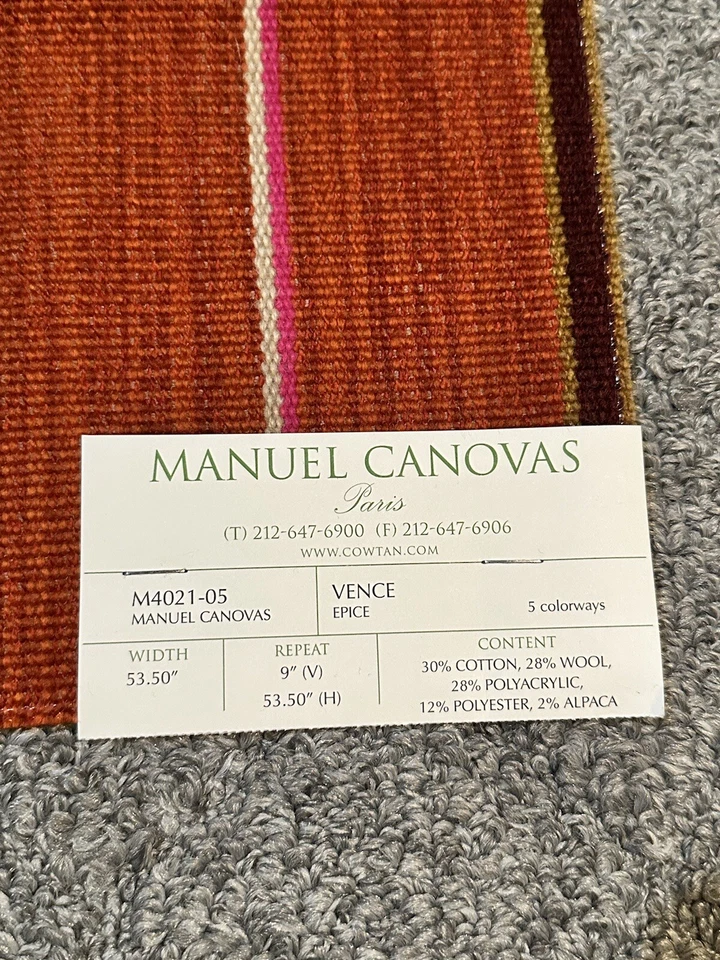 MANUEL CANOVAS
Paris
(T) 212-647-6900 (F) 212-647-6906
WWW.COWTAN.COM
M4021-05
MANUEL CANOVAS
VENCE
EPICE
5 colorways
WIDTH
53.50”
REPEAT
9” (V)
53.50” (H)
CONTENT
30% COTTON, 28% WOOL,
28% POLYACRYLIC,
12% POLYESTER, 2% ALPACA